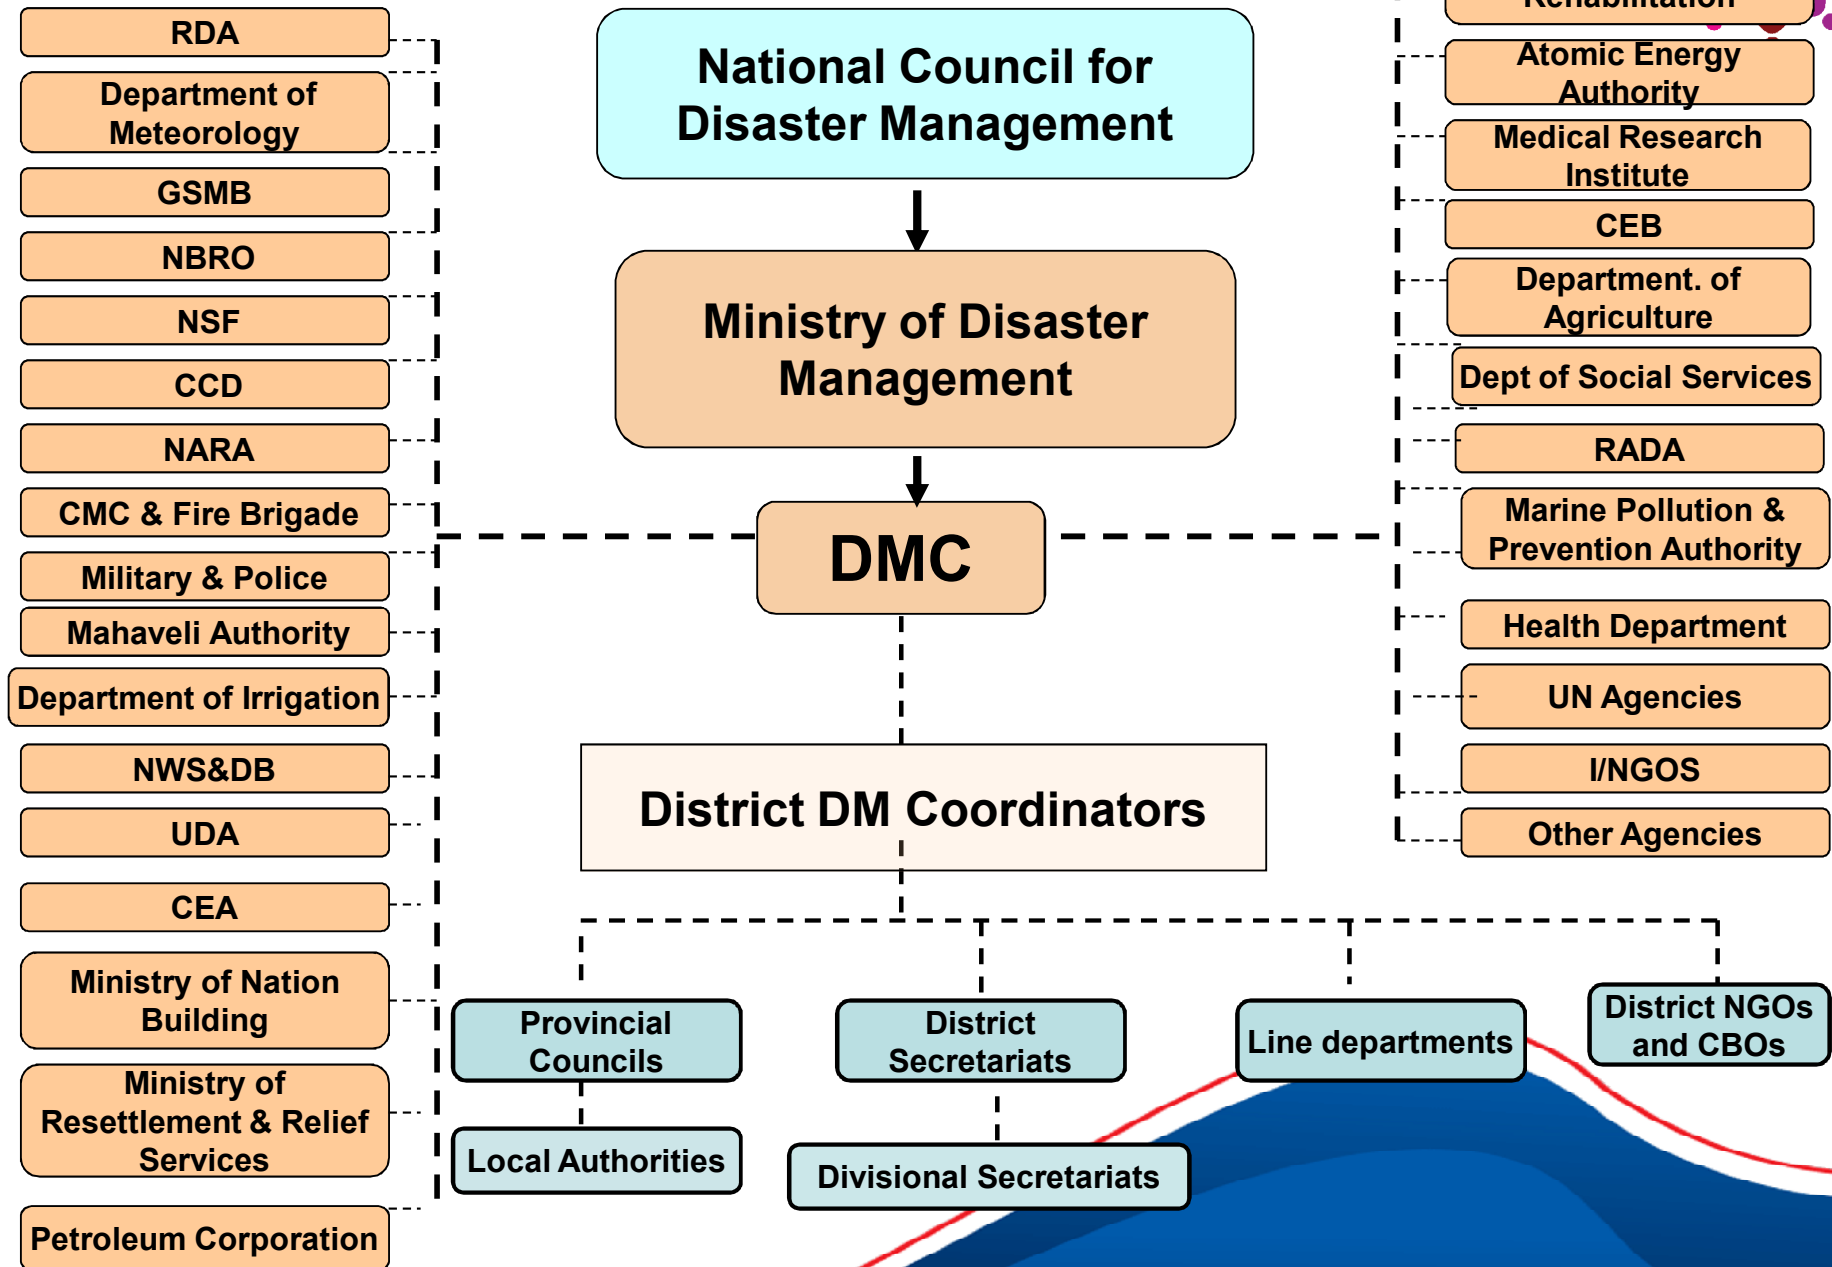 RDA
Department of
Meteorology
GSMB
NBRO
NSF
CCD
NARA
CMC & Fire Brigade
Military & Police
Mahaveli Authority
Department of Irrigation
NWS&DB
UDA
CEA
Ministry of Nation
Building
Ministry of
Resettlement & Relief
Services
Petroleum Corporation
National Council for
Disaster Management
Ministry of Disaster
Management
DMC
District DM Coordinators
Provincial
Councils
Local Authorities
District
Secretariats
Divisional Secretariats
Line departments
District NGOs
and CBOs
Rehabilitation
Atomic Energy
Authority
Medical Research
Institute
CEB
Department. of
Agriculture
Dept of Social Services
RADA
Marine Pollution &
Prevention Authority
Health Department
UN Agencies
I/NGOS
Other Agencies